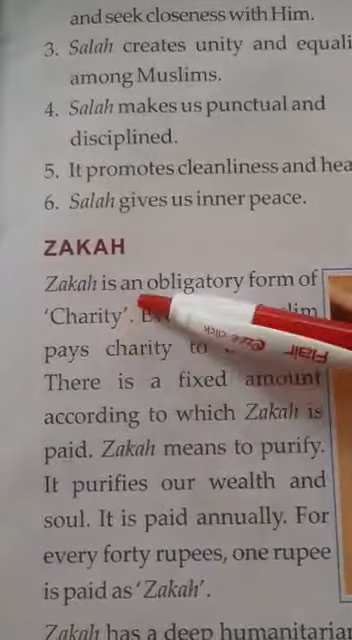 and seek closeness with Him.
3. Salah creates unity and equali
among Muslims.
4. Salah makes us punctual and
disciplined.
5. It promotes cleanliness and hea
6. Salah gives us inner peace.
ZAKAH
Zakah is an obligatory form of
'Charity'.
pays charity to
There is a fixed amount
according to which Zakah is
paid. Zakah means to purify.
It purifies our wealth and
soul. It is paid annually. For
every forty rupees, one rupee
is paid as 'Zakah'.
Zakah has a deep humanitarian
Flair